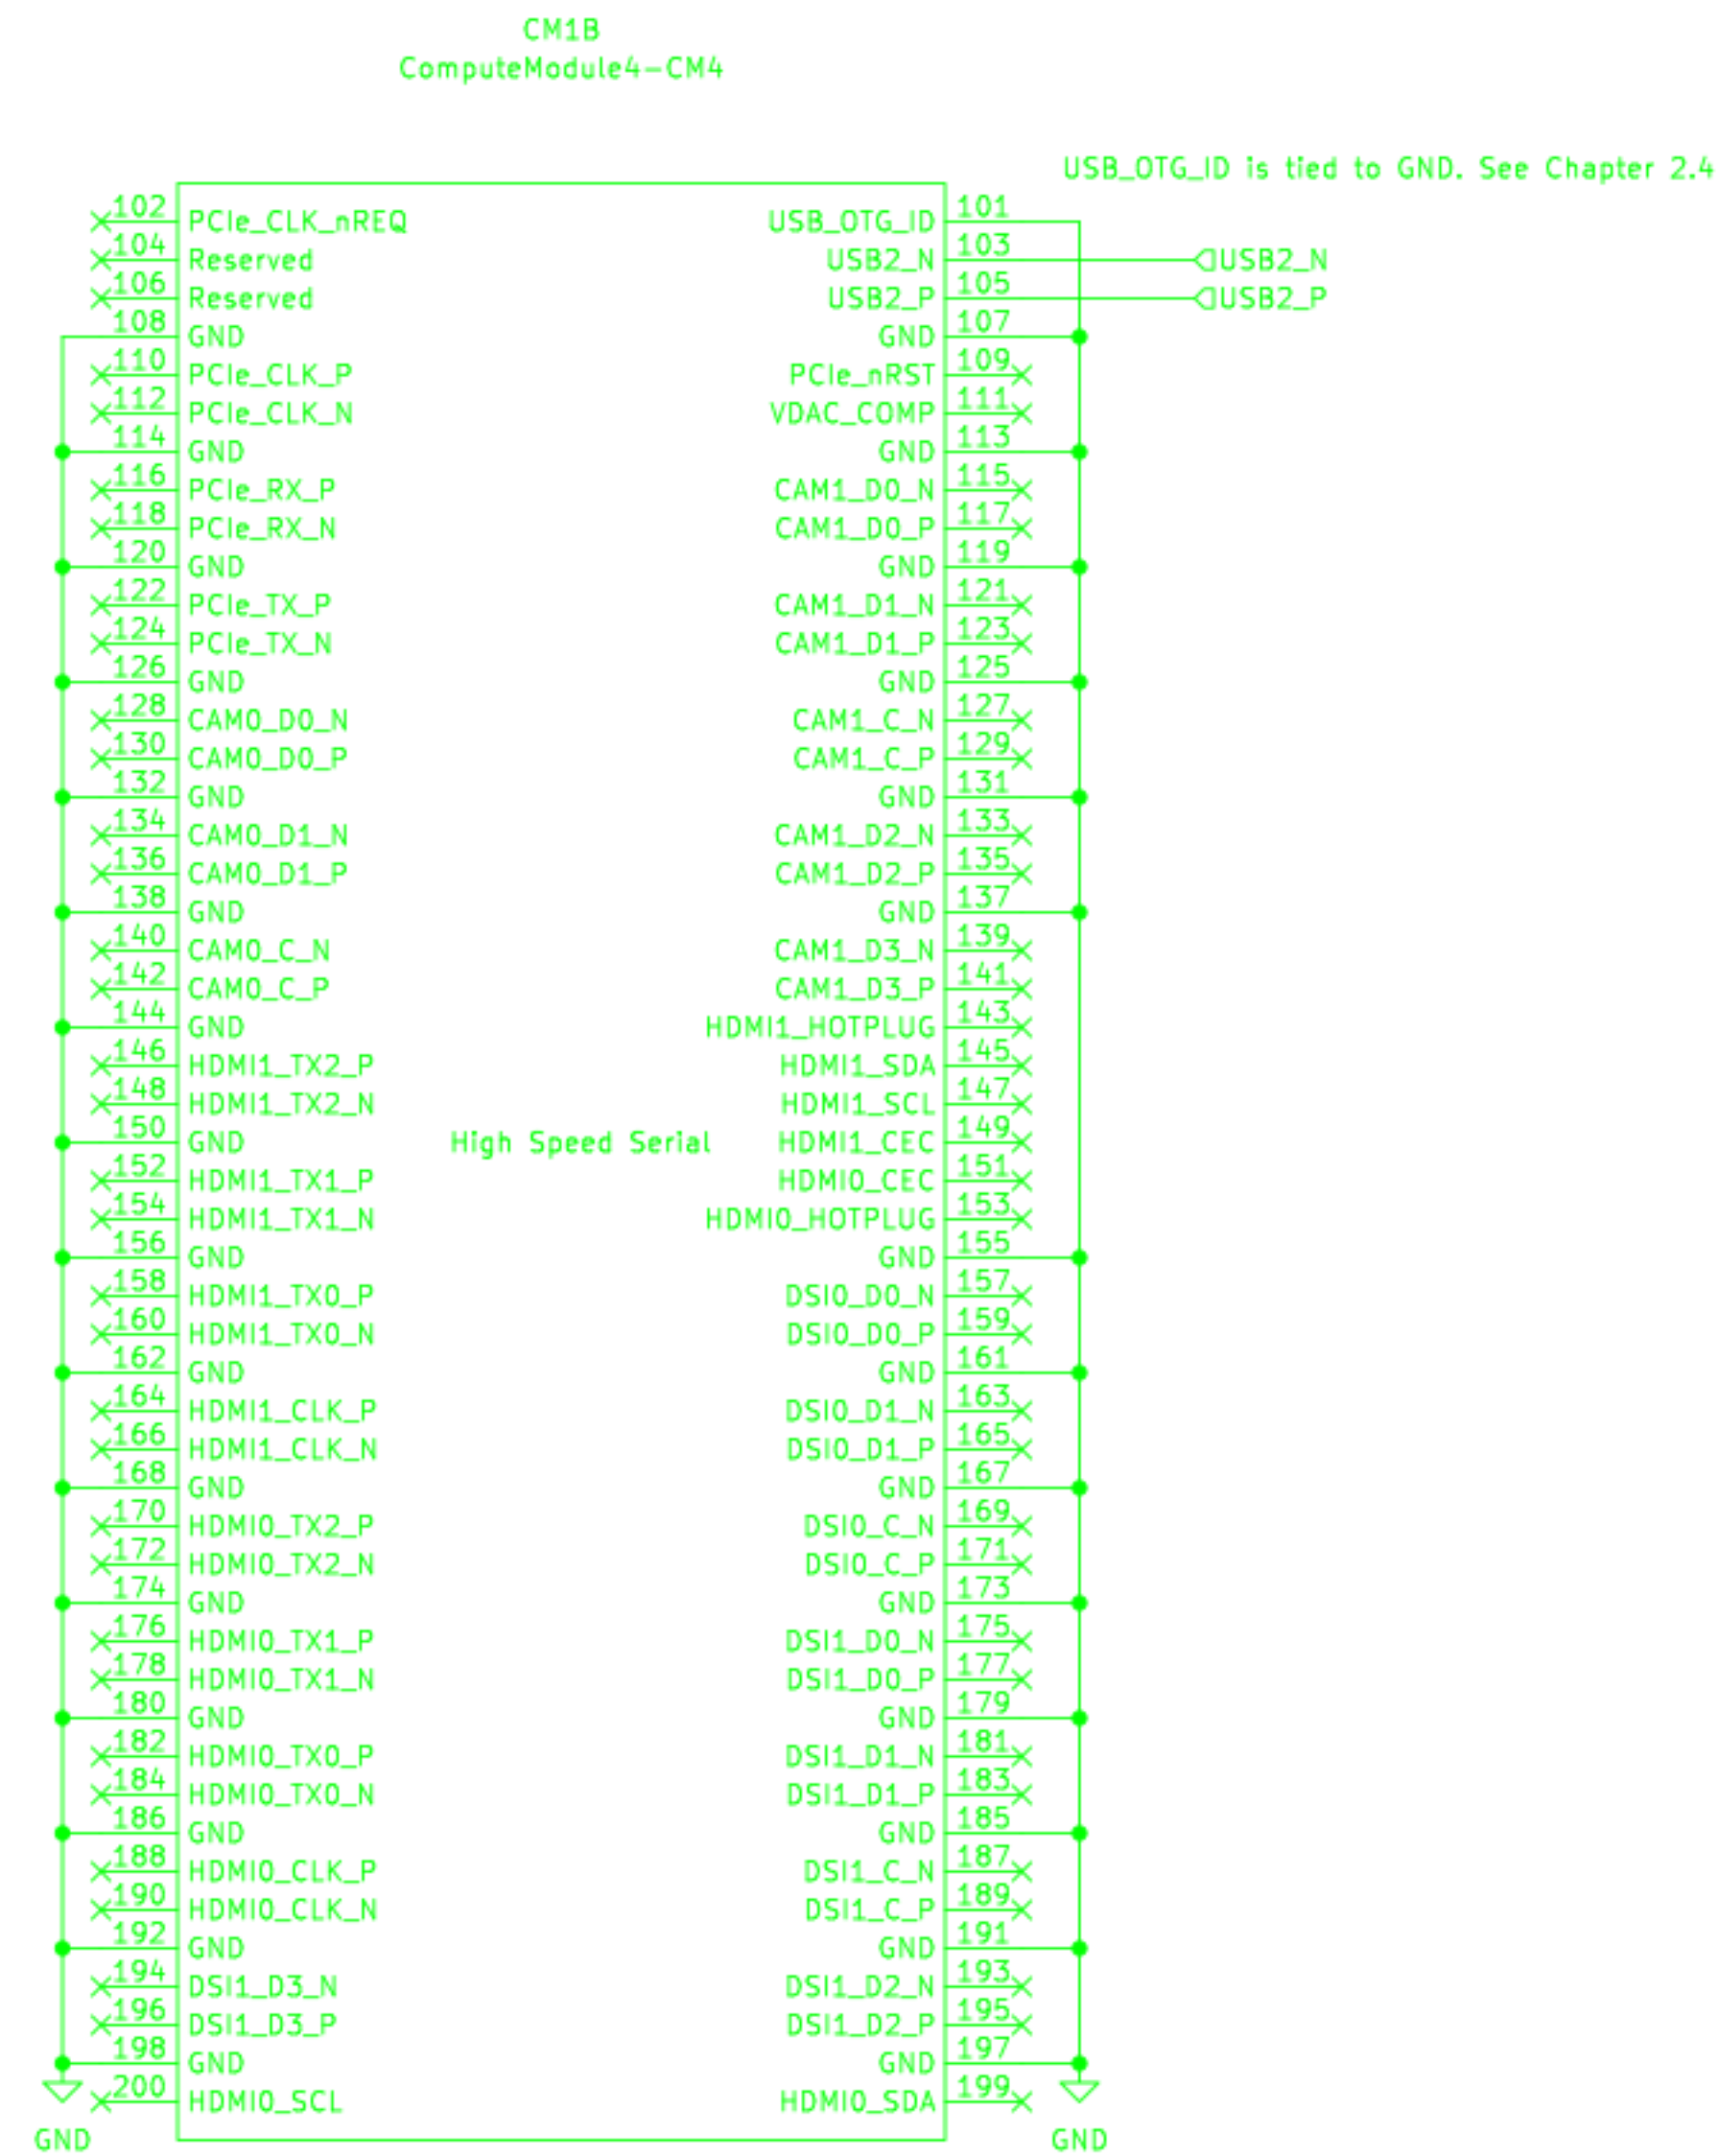 CM1B
ComputeModule4-CM4
USB_OTG_ID is tied to GND. See Chapter 2.4
102 PCIe_CLK_nREQ USB_OTG_ID 101
104 Reserved USB2_N 103 USB2_N
106 Reserved USB2_P 105 USB2_P
108 GND GND 107
110 PCIe_CLK_P PCIe_nRST 109
112 PCIe_CLK_N VDAC_COMP 111
114 GND GND 113
116 PCIe_RX_P CAM1_D0_N 115
118 PCIe_RX_N CAM1_D0_P 117
120 GND GND 119
122 PCIe_TX_P CAM1_D1_N 121
124 PCIe_TX_N CAM1_D1_P 123
126 GND GND 125
128 CAM0_D0_N CAM1_C_N 127
130 CAM0_D0_P CAM1_C_P 129
132 GND GND 131
134 CAM0_D1_N CAM1_D2_N 133
136 CAM0_D1_P CAM1_D2_P 135
138 GND GND 137
140 CAM0_C_N CAM1_D3_N 139
142 CAM0_C_P CAM1_D3_P 141
144 GND HDMI1_HOTPLUG 143
146 HDMI1_TX2_P HDMI1_SDA 145
148 HDMI1_TX2_N HDMI1_SCL 147
150 GND High Speed Serial HDMI1_CEC 149
152 HDMI1_TX1_P HDMI0_CEC 151
154 HDMI1_TX1_N HDMI0_HOTPLUG 153
156 GND GND 155
158 HDMI1_TX0_P DSI0_D0_N 157
160 HDMI1_TX0_N DSI0_D0_P 159
162 GND GND 161
164 HDMI1_CLK_P DSI0_D1_N 163
166 HDMI1_CLK_N DSI0_D1_P 165
168 GND GND 167
170 HDMI0_TX2_P DSI0_C_N 169
172 HDMI0_TX2_N DSI0_C_P 171
174 GND GND 173
176 HDMI0_TX1_P DSI1_D0_N 175
178 HDMI0_TX1_N DSI1_D0_P 177
180 GND GND 179
182 HDMI0_TX0_P DSI1_D1_N 181
184 HDMI0_TX0_N DSI1_D1_P 183
186 GND GND 185
188 HDMI0_CLK_P DSI1_C_N 187
190 HDMI0_CLK_N DSI1_C_P 189
192 GND GND 191
194 DSI1_D3_N DSI1_D2_N 193
196 DSI1_D3_P DSI1_D2_P 195
198 GND GND 197
200 HDMI0_SCL HDMI0_SDA 199
GND GND